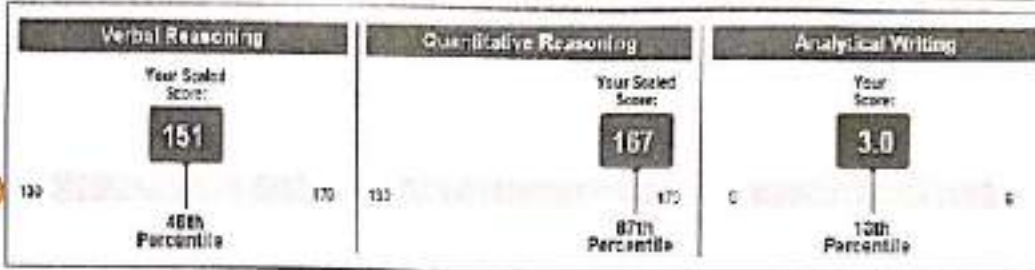 Verbal Reasoning
Your Scaled
Score:
151
130
170
Percentile
Quantitative Reasoning
Your Scaled
Score:
167
130
170
87th
Percentile
Analytical Writing
Your
Score:
3.0
0
6
Percentile